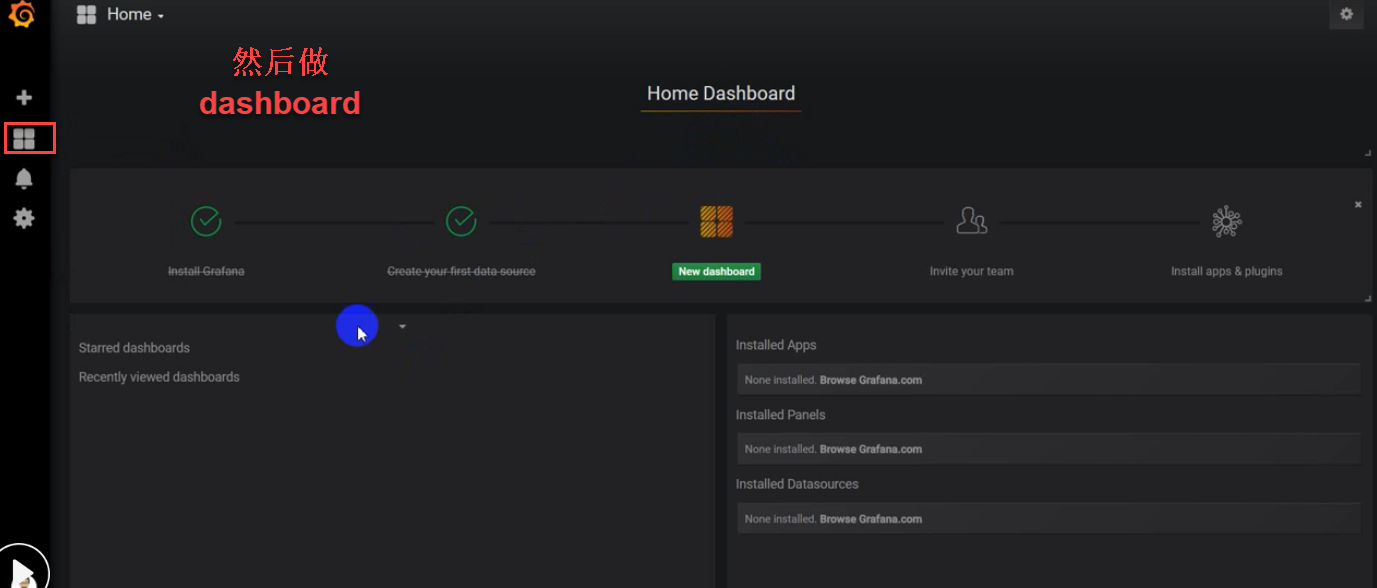 Home
然后做
dashboard
Home Dashboard
Install Grafana
Create your first data source
New dashboard
Invite your team
Install apps & plugins
Starred dashboards
Recently viewed dashboards
Installed Apps
None installed. Browse Grafana.com
Installed Panels
None installed. Browse Grafana.com
Installed Datasources
None installed. Browse Grafana.com